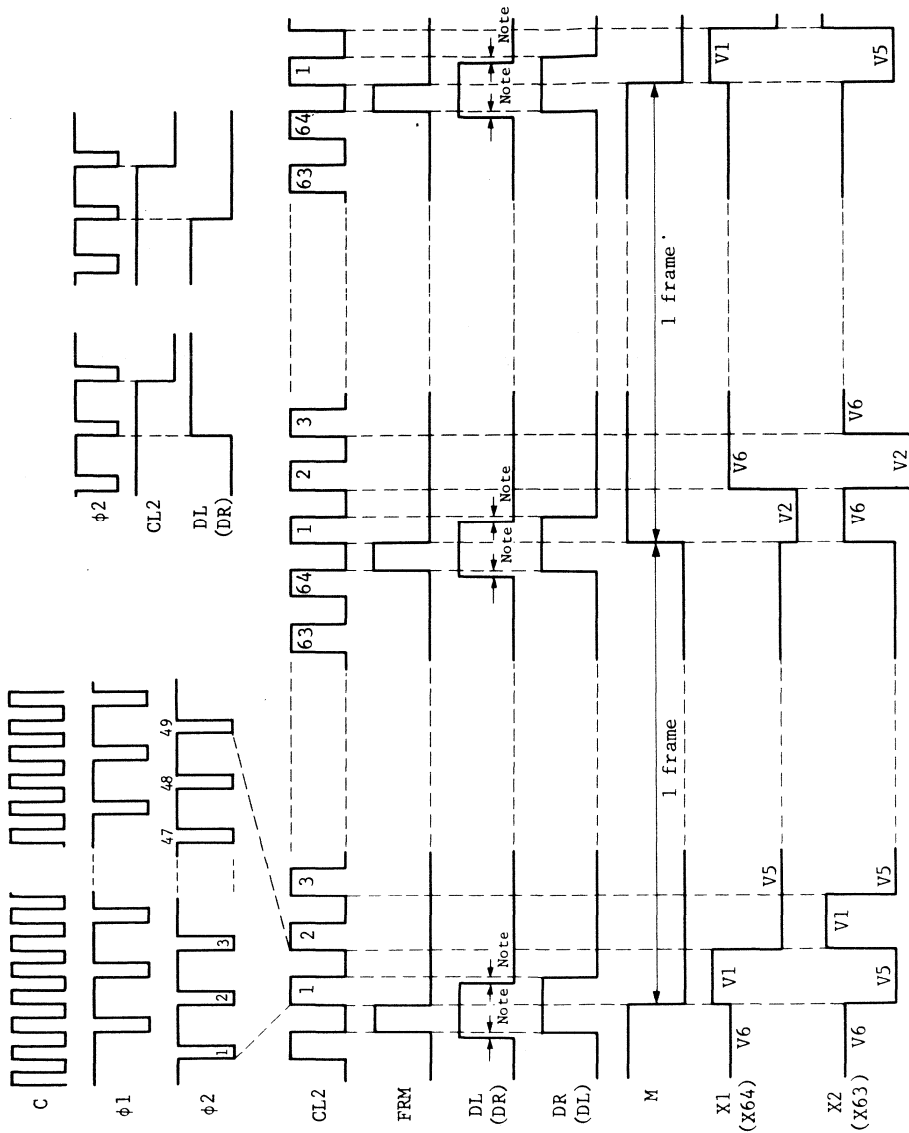 C
φ1
φ2
1
2
3
47
48
49
φ2
CL2
DL
(DR)
CL2
1
2
3
63
64
1
2
3
63
64
1
FRM
DL
(DR)
Note
Note
Note
Note
Note
Note
DR
(DL)
M
1 frame
1 frame
X1
(X64)
V6
V1
V5
V2
V6
V1
X2
(X63)
V6
V5
V1
V5
V6
V2
V6
V5